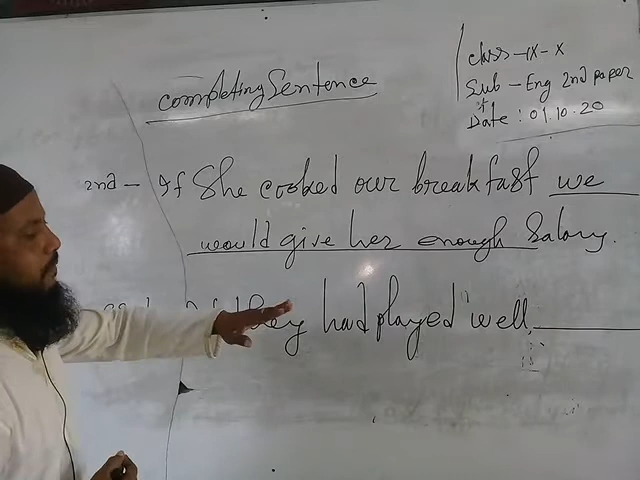 Completing Sentence
Class - IX - X
Sub - Eng 2nd paper
Date : 01.10.20
2nd - If She cooked our breakfast we
would give her enough Salary.
they had played well,